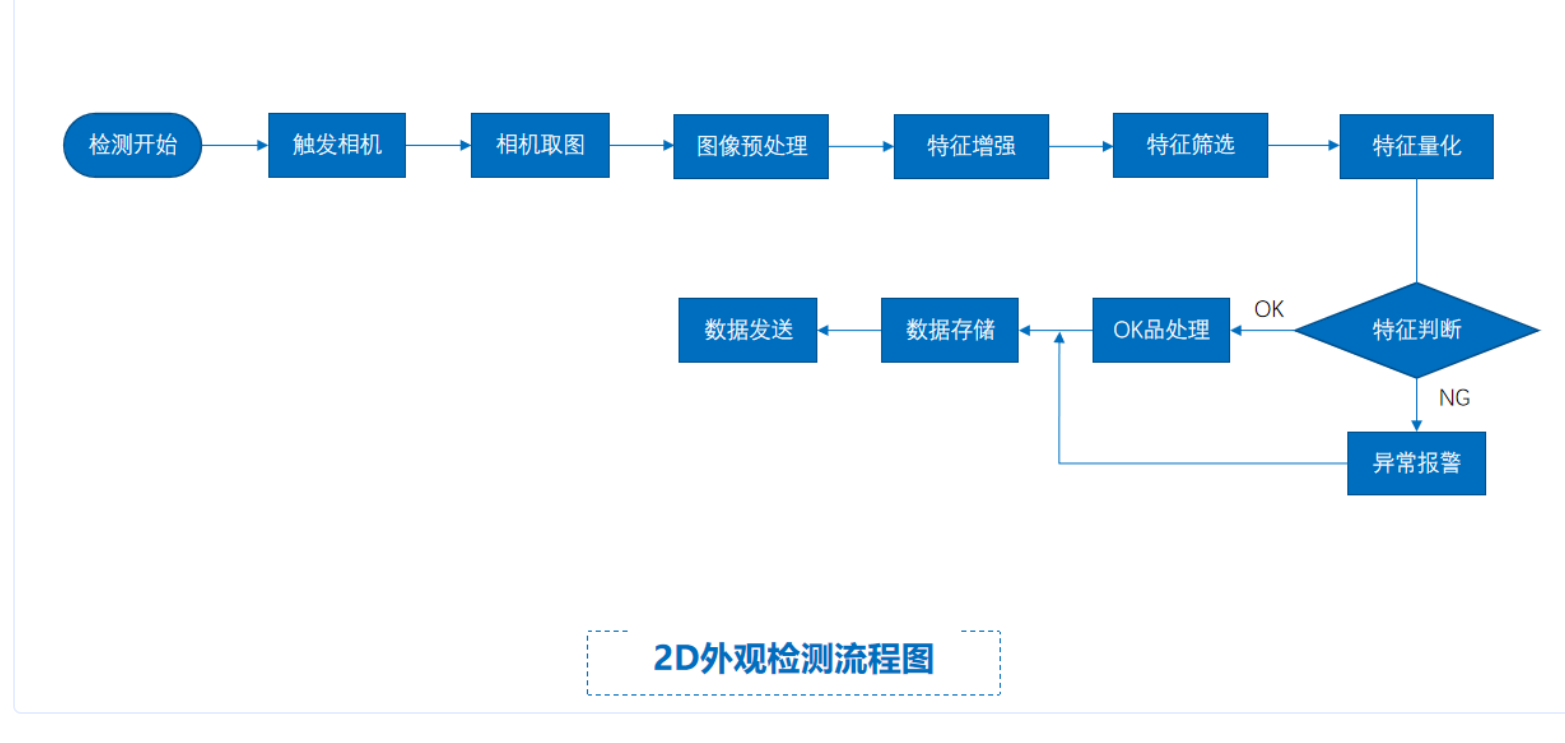 检测开始
触发相机
相机取图
图像预处理
特征增强
特征筛选
特征量化
数据发送
数据存储
OK品处理
OK
特征判断
NG
异常报警
2D外观检测流程图